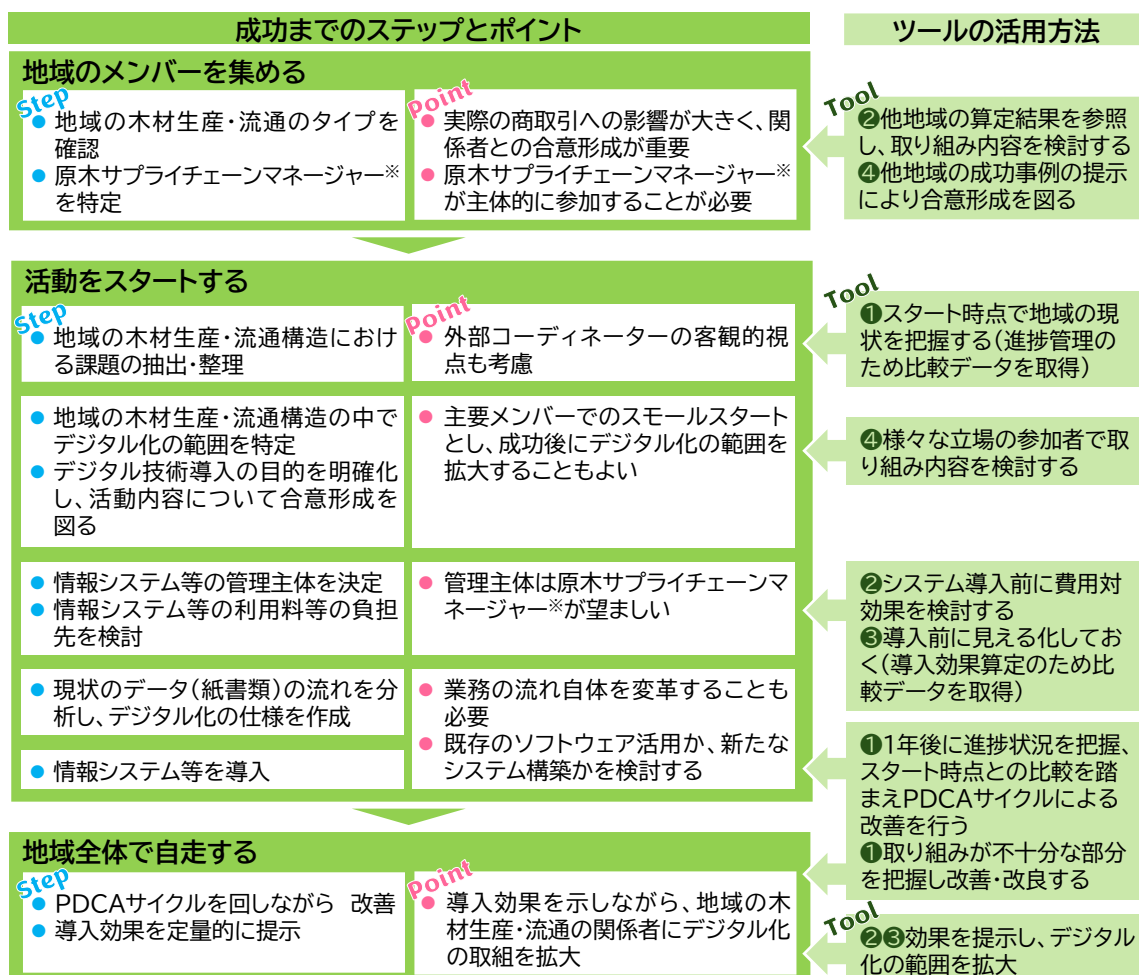 成功までのステップとポイント
ツールの活用方法
地域のメンバーを集める
Step
● 地域の木材生産・流通のタイプを
確認
● 原木サプライチェーンマネージャー※
を特定
Point
● 実際の商取引への影響が大きく、関
係者との合意形成が重要
● 原木サプライチェーンマネージャー※
が主体的に参加することが必要
Tool
❷他地域の算定結果を参照
し、取り組み内容を検討する
❹他地域の成功事例の提示
により合意形成を図る
活動をスタートする
Step
● 地域の木材生産・流通構造におけ
る課題の抽出・整理
Point
● 外部コーディネーターの客観的視
点も考慮
Tool
❶スタート時点で地域の現
状を把握する（進捗管理の
ため比較データを取得）
● 地域の木材生産・流通構造の中で
デジタル化の範囲を特定
● デジタル技術導入の目的を明確化
し、活動内容について合意形成を
図る
● 主要メンバーでのスモールスタート
とし、成功後にデジタル化の範囲を
拡大することもよい
❹様々な立場の参加者で取
り組み内容を検討する
● 情報システム等の管理主体を決定
● 情報システム等の利用料等の負担
先を検討
● 管理主体は原木サプライチェーンマ
ネージャー※が望ましい
❷システム導入前に費用対
効果を検討する
❸導入前に見える化してお
く（導入効果算定のため比
較データを取得）
● 現状のデータ（紙書類）の流れを分
析し、デジタル化の仕様を作成
● 情報システム等を導入
● 業務の流れ自体を変革することも
必要
● 既存のソフトウェア活用か、新たな
システム構築かを検討する
❶1年後に進捗状況を把握、
スタート時点との比較を踏
まえPDCAサイクルによる
改善を行う
❶取り組みが不十分な部分
を把握し改善・改良する
地域全体で自走する
Step
● PDCAサイクルを回しながら 改善
● 導入効果を定量的に提示
Point
● 導入効果を示しながら、地域の木
材生産・流通の関係者にデジタル化
の取組を拡大
Tool
❷❸効果を提示し、デジタル
化の範囲を拡大